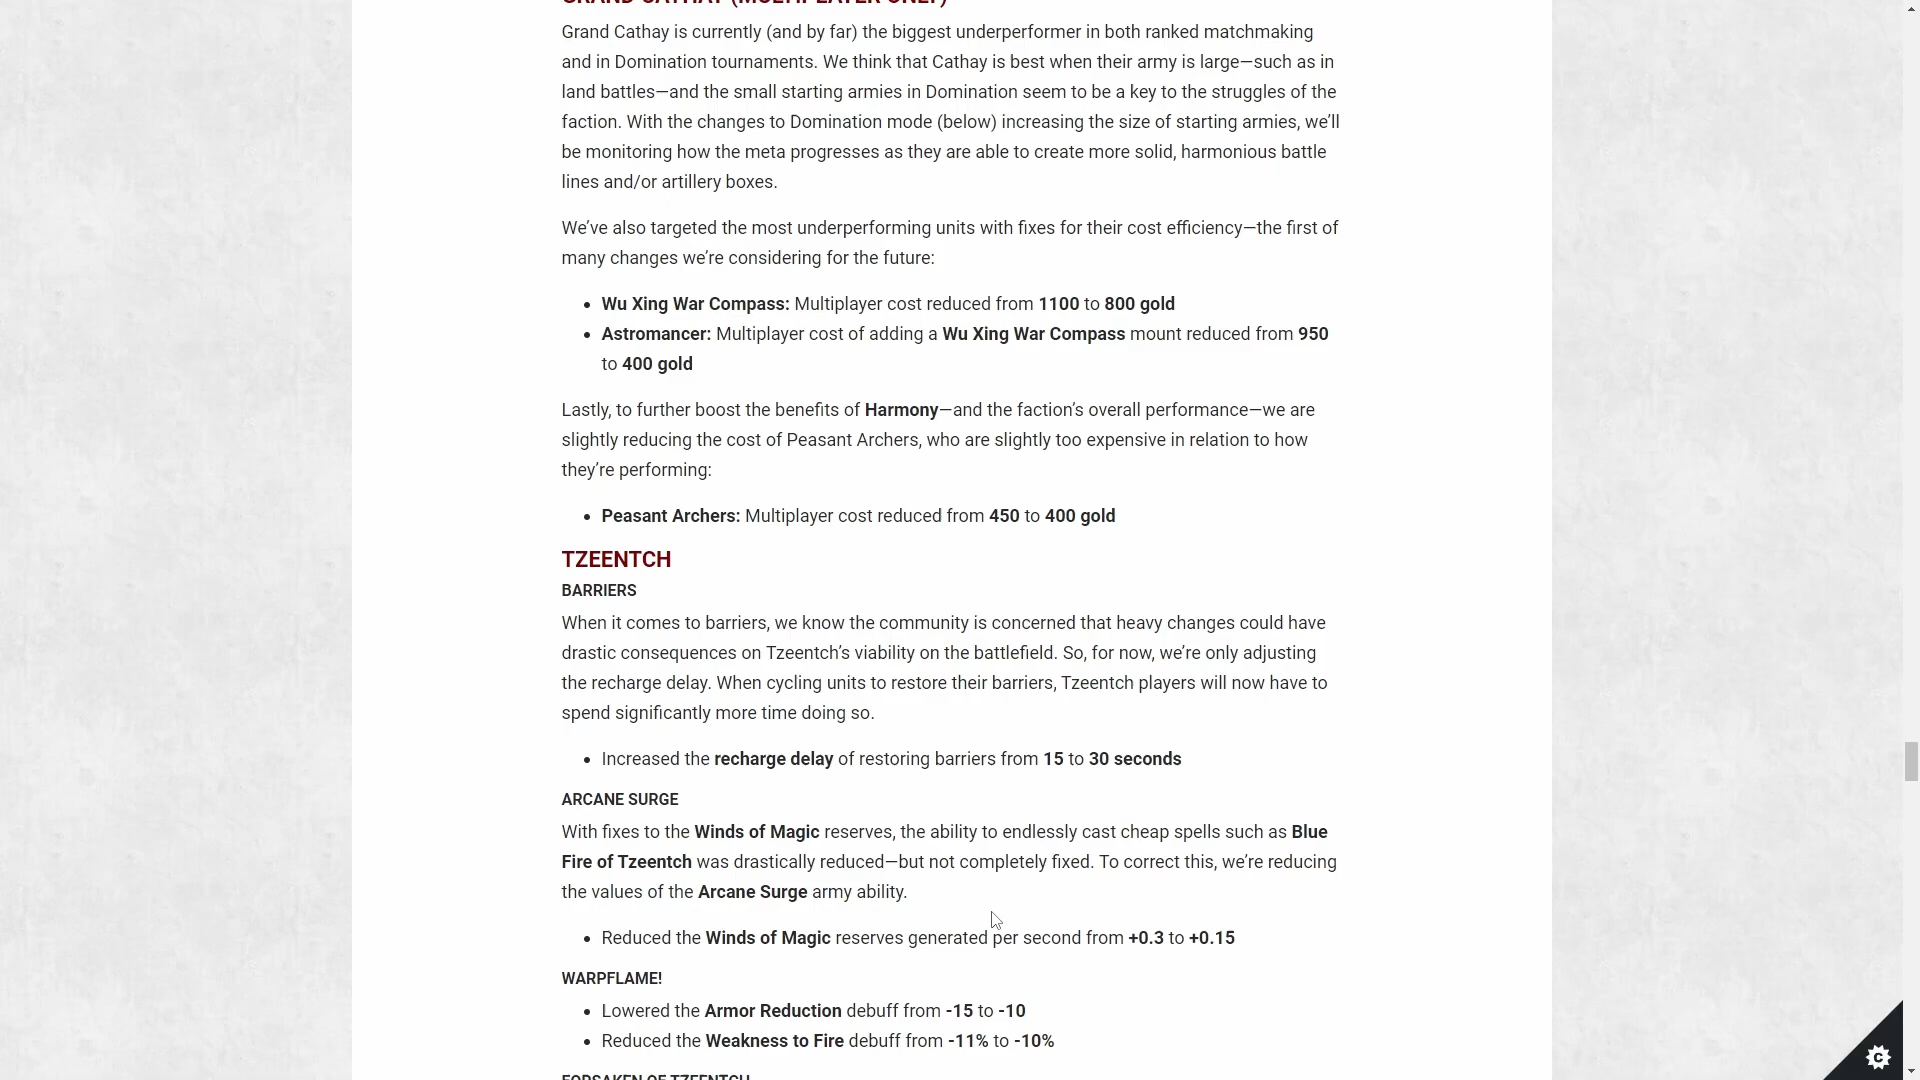 GRAND CATHAY (MULTIPLAYER ONLY)
Grand Cathay is currently (and by far) the biggest underperformer in both ranked matchmaking
and in Domination tournaments. We think that Cathay is best when their army is large—such as in
land battles—and the small starting armies in Domination seem to be a key to the struggles of the
faction. With the changes to Domination mode (below) increasing the size of starting armies, we’ll
be monitoring how the meta progresses as they are able to create more solid, harmonious battle
lines and/or artillery boxes.
We’ve also targeted the most underperforming units with fixes for their cost efficiency—the first of
many changes we’re considering for the future:
• Wu Xing War Compass: Multiplayer cost reduced from 1100 to 800 gold
• Astromancer: Multiplayer cost of adding a Wu Xing War Compass mount reduced from 950
to 400 gold
Lastly, to further boost the benefits of Harmony—and the faction’s overall performance—we are
slightly reducing the cost of Peasant Archers, who are slightly too expensive in relation to how
they’re performing:
• Peasant Archers: Multiplayer cost reduced from 450 to 400 gold
TZEENTCH
BARRIERS
When it comes to barriers, we know the community is concerned that heavy changes could have
drastic consequences on Tzeentch’s viability on the battlefield. So, for now, we’re only adjusting
the recharge delay. When cycling units to restore their barriers, Tzeentch players will now have to
spend significantly more time doing so.
• Increased the recharge delay of restoring barriers from 15 to 30 seconds
ARCANE SURGE
With fixes to the Winds of Magic reserves, the ability to endlessly cast cheap spells such as Blue
Fire of Tzeentch was drastically reduced—but not completely fixed. To correct this, we’re reducing
the values of the Arcane Surge army ability.
• Reduced the Winds of Magic reserves generated per second from +0.3 to +0.15
WARPFLAME!
• Lowered the Armor Reduction debuff from -15 to -10
• Reduced the Weakness to Fire debuff from -11% to -10%
FORSAKEN OF TZEENTCH